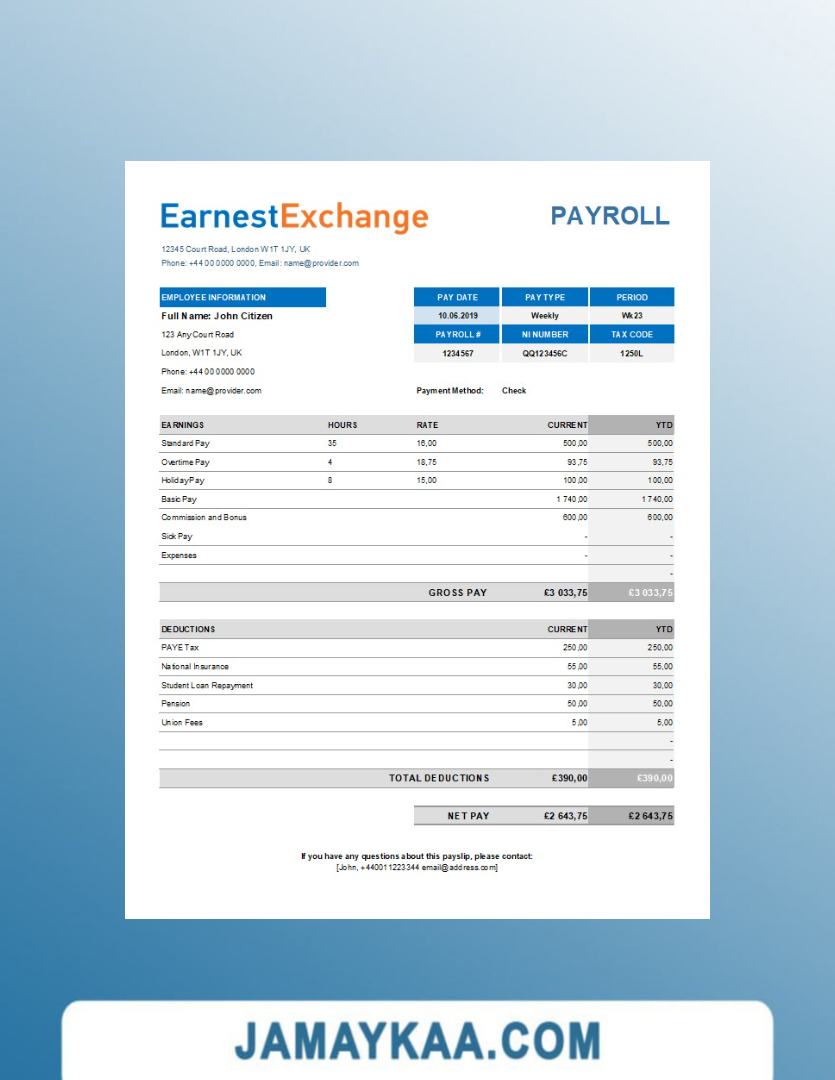 EarnestExchange PAYROLL
12345 Court Road, London W1T 1JY, UK
Phone: +44 00 0000 0000, Email: name@provider.com
EMPLOYEE INFORMATION PAY DATE PAY TYPE PERIOD
Full Name: John Citizen 10.06.2019 Weekly Wk23
123 Any Court Road PAYROLL # NI NUMBER TAX CODE
London, W1T 1JY, UK 1234567 QQ123456C 1250L
Phone: +44 00 0000 0000
Email: name@provider.com Payment Method: Check
EARNINGS HOURS RATE CURRENT YTD
Standard Pay 35 16,00 500,00 500,00
Overtime Pay 4 18,75 93,75 93,75
Holiday Pay 8 15,00 100,00 100,00
Basic Pay 1 740,00 1 740,00
Commission and Bonus 600,00 600,00
Sick Pay - -
Expenses - -
-
GROSS PAY £3 033,75 £3 033,75
DEDUCTIONS CURRENT YTD
PAYE Tax 250,00 250,00
National Insurance 55,00 55,00
Student Loan Repayment 30,00 30,00
Pension 50,00 50,00
Union Fees 5,00 5,00
-
-
TOTAL DEDUCTIONS £390,00 £390,00
NET PAY £2 643,75 £2 643,75
If you have any questions about this payslip, please contact:
[John, +440011223344 email@address.com]
JAMAYKAA.COM